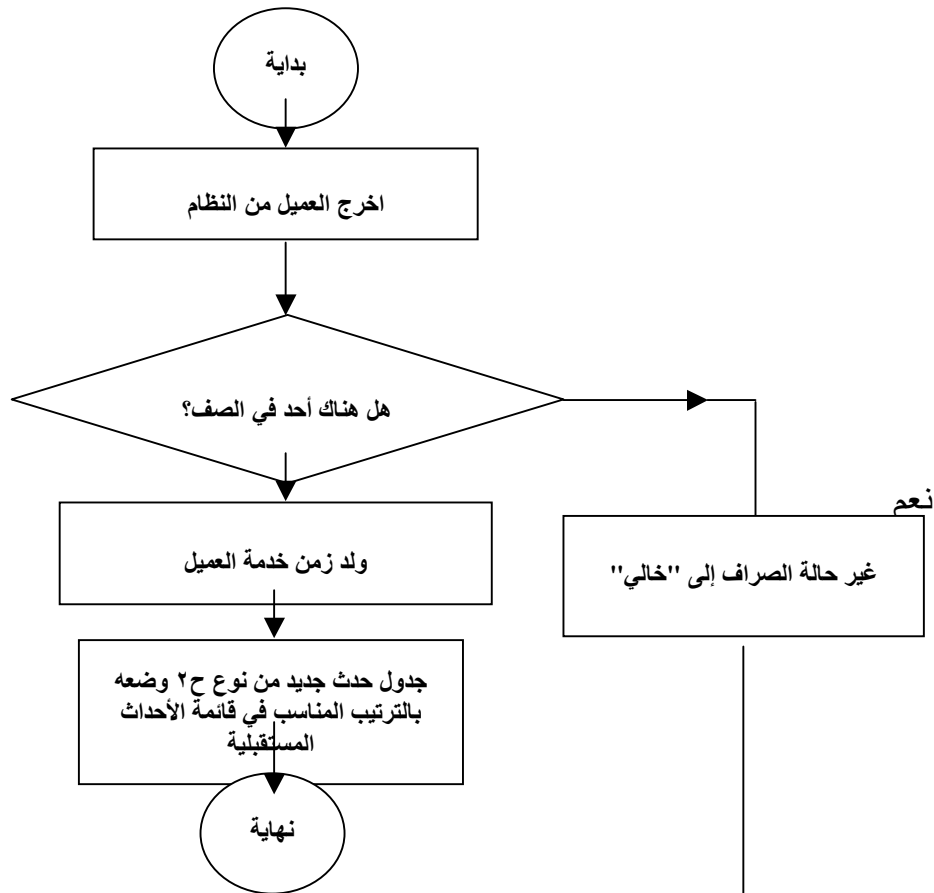 بداية
اخرج العميل من النظام
هل هناك أحد في الصف؟
نعم
ولد زمن خدمة العميل
غير حالة الصراف إلى "خالي"
جدول حدث جديد من نوع ح٢ وضعه
بالترتيب المناسب في قائمة الأحداث
المستقبلية
نهاية